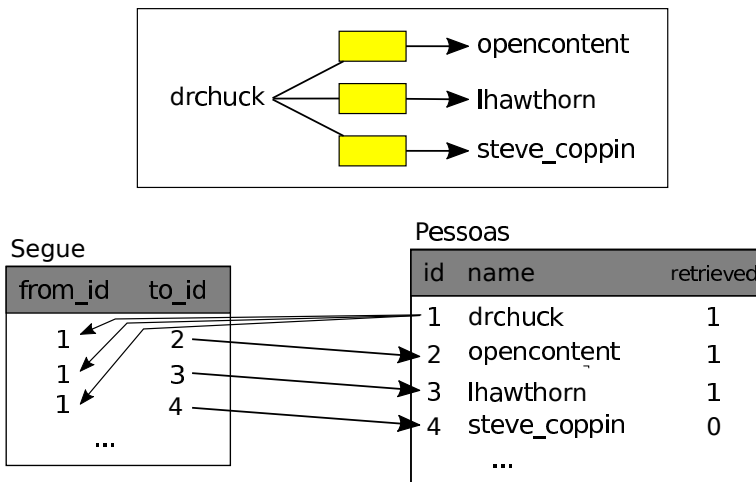 opencontent
drchuck
lhawthorn
steve_coppin
Segue
from_id to_id
1 2
1 3
1 4
...
Pessoas
id name retrieved
1 drchuck 1
2 opencontent 1
3 lhawthorn 1
4 steve_coppin 0
...